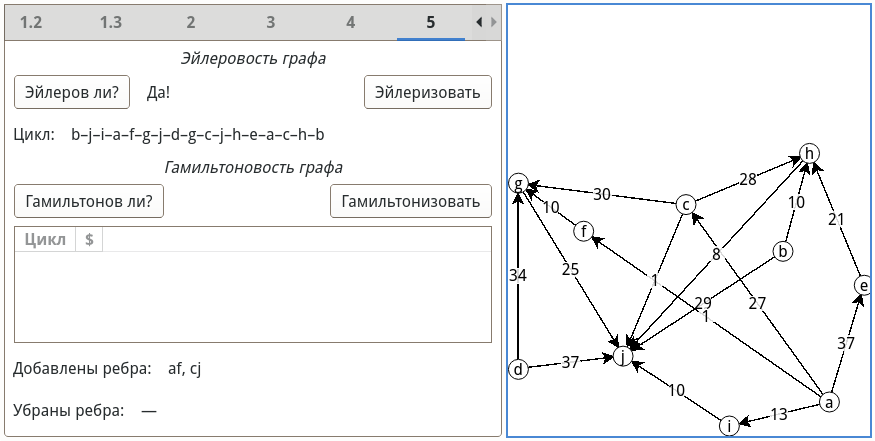 1.2 1.3 2 3 4 5
Эйлеровость графа
Эйлеров ли? Да! Эйлеризовать
Цикл: b–j–i–a–f–g–j–d–g–c–j–h–e–a–c–h–b
Гамильтоновость графа
Гамильтонов ли? Гамильтонизовать
Цикл $
Добавлены ребра: af, cj
Убраны ребра: —
h
28
g
30
c
10
10
21
f
b
8
25
34
1
e
29
27
1
37
j
37
d
10
a
13
i